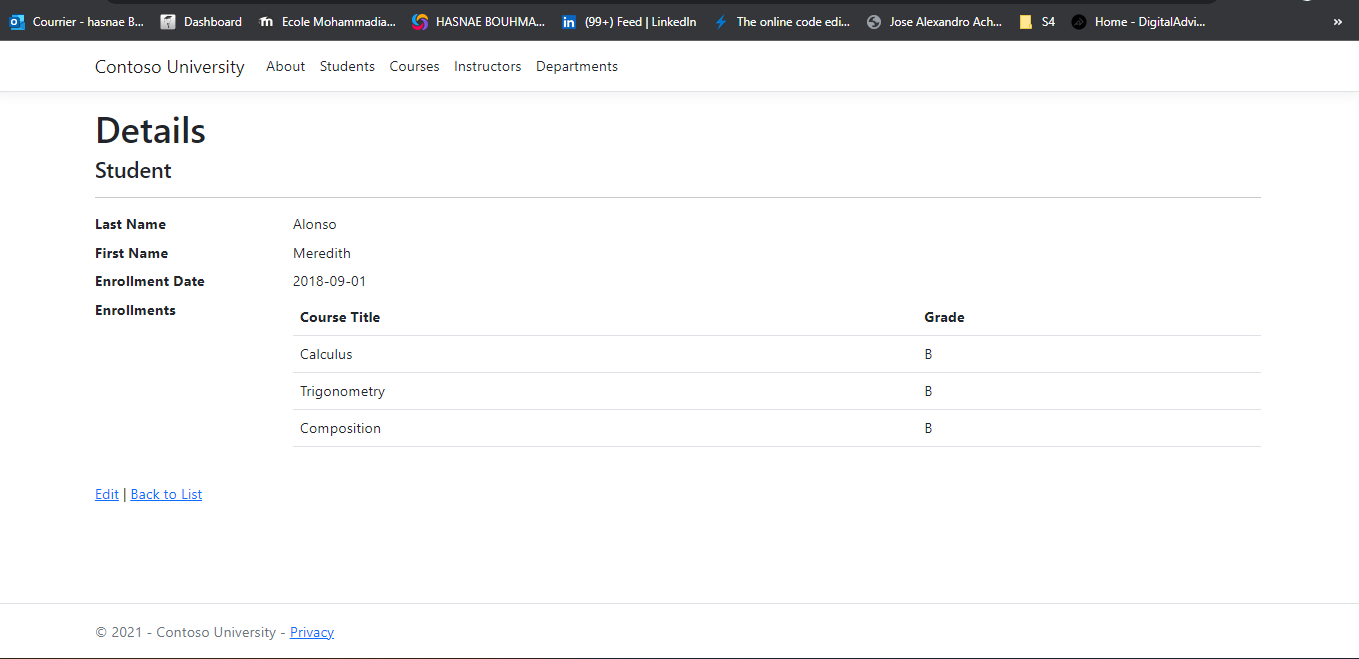 Courrier - hasnae B... Dashboard Ecole Mohammadia... HASNAE BOUHMA... (99+) Feed | LinkedIn The online code edi... Jose Alexandro Ach... S4 Home - DigitalAdvi... »
Contoso University About Students Courses Instructors Departments
Details
Student
Last Name Alonso
First Name Meredith
Enrollment Date 2018-09-01
Enrollments
Course Title Grade
Calculus B
Trigonometry B
Composition B
Edit | Back to List
© 2021 - Contoso University - Privacy